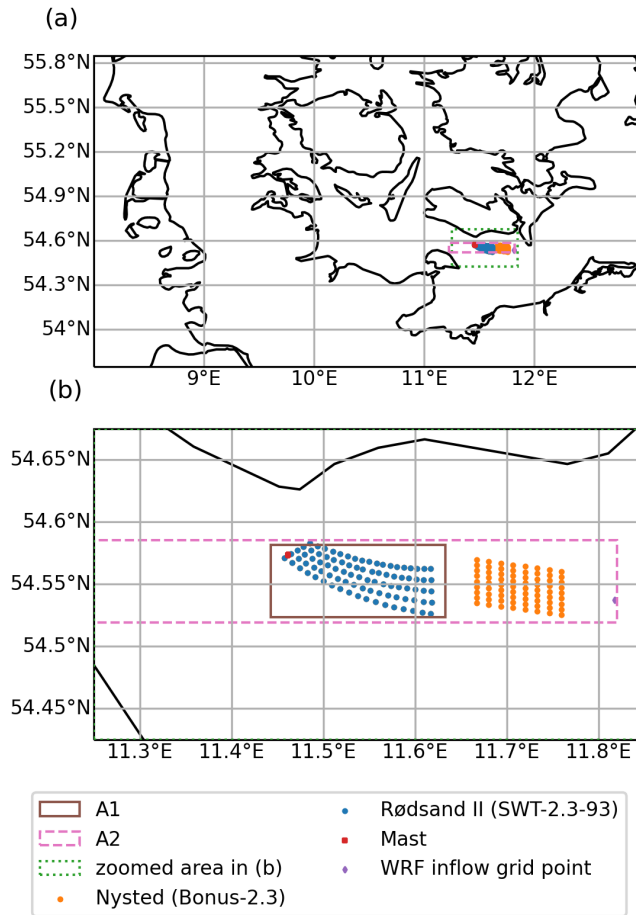 (a)
55.8°N
55.5°N
55.2°N
54.9°N
54.6°N
54.3°N
54°N
9°E 10°E 11°E 12°E
(b)
54.65°N
54.6°N
54.55°N
54.5°N
54.45°N
11.3°E 11.4°E 11.5°E 11.6°E 11.7°E 11.8°E
A1
A2
zoomed area in (b)
Nysted (Bonus-2.3)
Rødsand II (SWT-2.3-93)
Mast
WRF inflow grid point